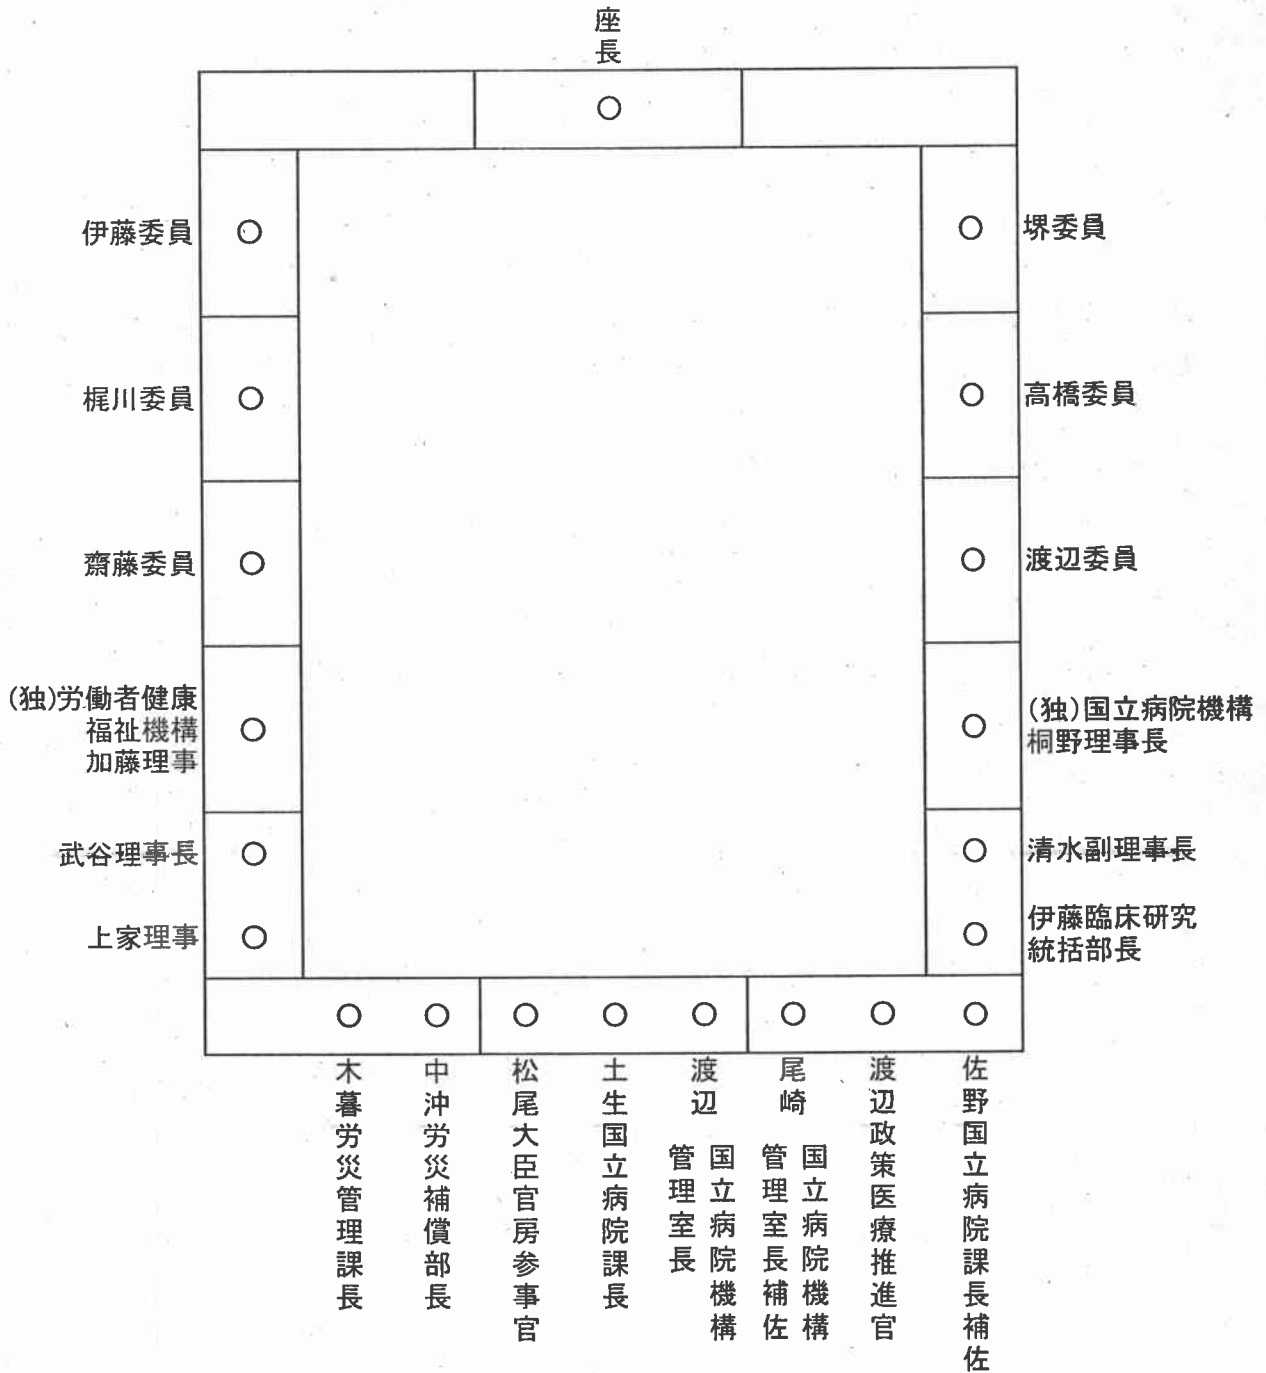 座長
伊藤委員
梶川委員
齋藤委員
(独)労働者健康
福祉機構
加藤理事
武谷理事長
上家理事
堺委員
高橋委員
渡辺委員
(独)国立病院機構
桐野理事長
清水副理事長
伊藤臨床研究
統括部長
木暮労災管理課長
中沖労災補償部長
松尾大臣官房参事官
土生国立病院課長
渡辺
国立病院機構
管理室長
尾崎
国立病院機構
管理室長補佐
渡辺政策医療推進官
佐野国立病院課長補佐